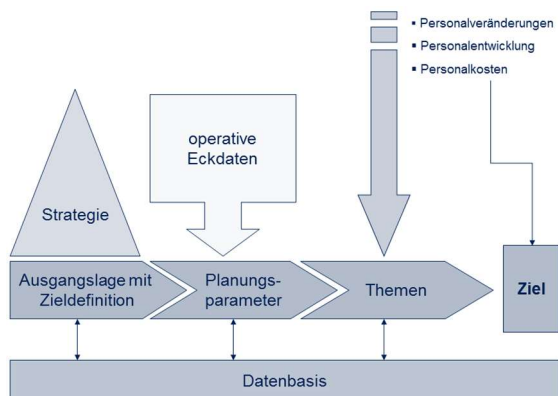 ▪ Personalveränderungen
▪ Personalentwicklung
▪ Personalkosten
operative
Eckdaten
Strategie
Ausgangslage mit
Zieldefinition
Planungs-
parameter
Themen
Ziel
Datenbasis